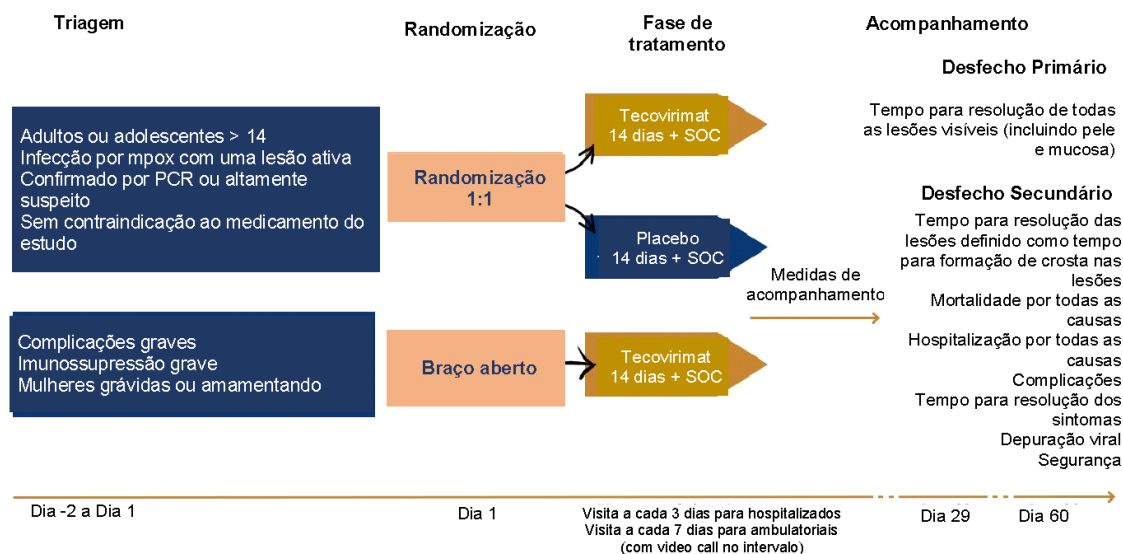 Triagem
Randomização
Fase de
tratamento
Acompanhamento
Adultos ou adolescentes > 14
Infecção por mpox com uma lesão ativa
Confirmado por PCR ou altamente
suspeito
Sem contraindicação ao medicamento do
estudo
Randomização
1:1
Tecovirimat
14 dias + SOC
Placebo
14 dias + SOC
Complicações graves
Imunossupressão grave
Mulheres grávidas ou amamentando
Braço aberto
Tecovirimat
14 dias + SOC
Medidas de
acompanhamento
Desfecho Primário
Tempo para resolução de todas
as lesões visíveis (incluindo pele
e mucosa)
Desfecho Secundário
Tempo para resolução das
lesões definido como tempo
para formação de crosta nas
lesões
Mortalidade por todas as
causas
Hospitalização por todas as
causas
Complicações
Tempo para resolução dos
sintomas
Depuração viral
Segurança
Dia -2 a Dia 1
Dia 1
Visita a cada 3 dias para hospitalizados
Visita a cada 7 dias para ambulatoriais
(com video call no intervalo)
Dia 29
Dia 60